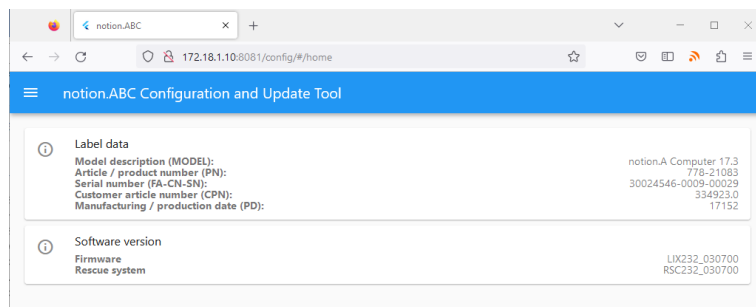 notion.ABC
172.18.1.10:8081/config/#/home
notion.ABC Configuration and Update Tool
Label data
Model description (MODEL): notion.A Computer 17.3
Article / product number (PN): 778-21083
Serial number (FA-CN-SN): 30024546-0009-00029
Customer article number (CPN): 334923.0
Manufacturing / production date (PD): 17152
Software version
Firmware LIX232_030700
Rescue system RSC232_030700